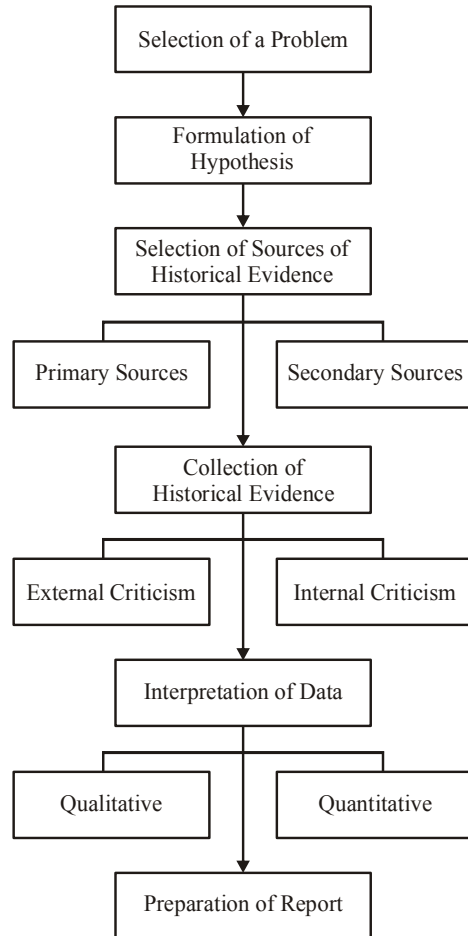 Selection of a Problem
Formulation of
Hypothesis
Selection of Sources of
Historical Evidence
Primary Sources
Secondary Sources
Collection of
Historical Evidence
External Criticism
Internal Criticism
Interpretation of Data
Qualitative
Quantitative
Preparation of Report